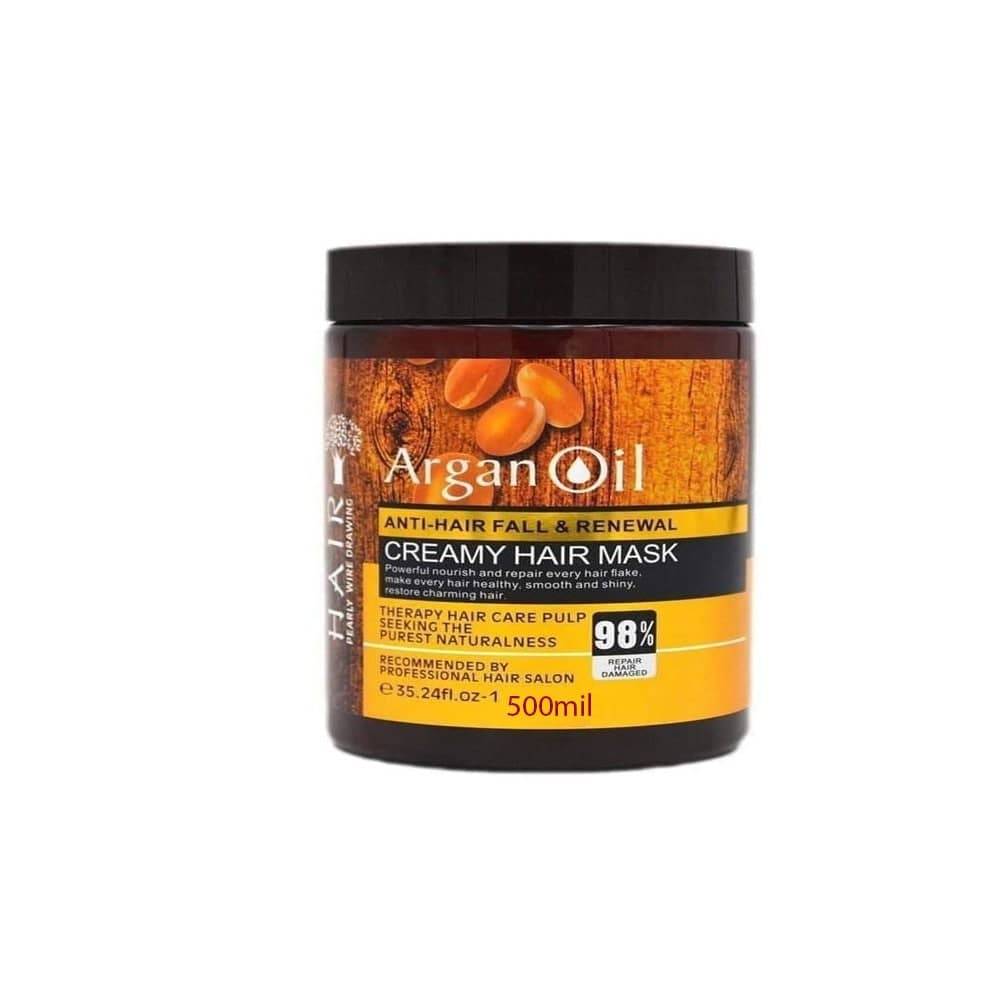 HAIR
PEARLY WIRE DRAWING
Argan Oil
ANTI-HAIR FALL & RENEWAL
CREAMY HAIR MASK
Powerful nourish and repair every hair flake,
make every hair healthy, smooth and shiny,
restore charming hair.
THERAPY HAIR CARE PULP
SEEKING THE
PUREST NATURALNESS
98%
REPAIR
HAIR
DAMAGED
RECOMMENDED BY
PROFESSIONAL HAIR SALON
e 35.24fl.oz-1 500mil